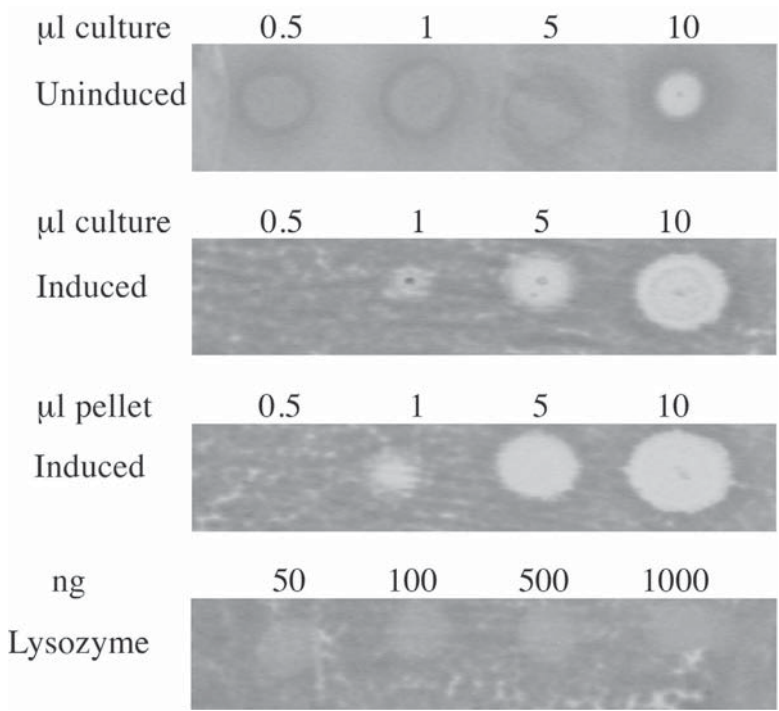 μl culture 0.5 1 5 10
Uninduced
μl culture 0.5 1 5 10
Induced
μl pellet 0.5 1 5 10
Induced
ng 50 100 500 1000
Lysozyme